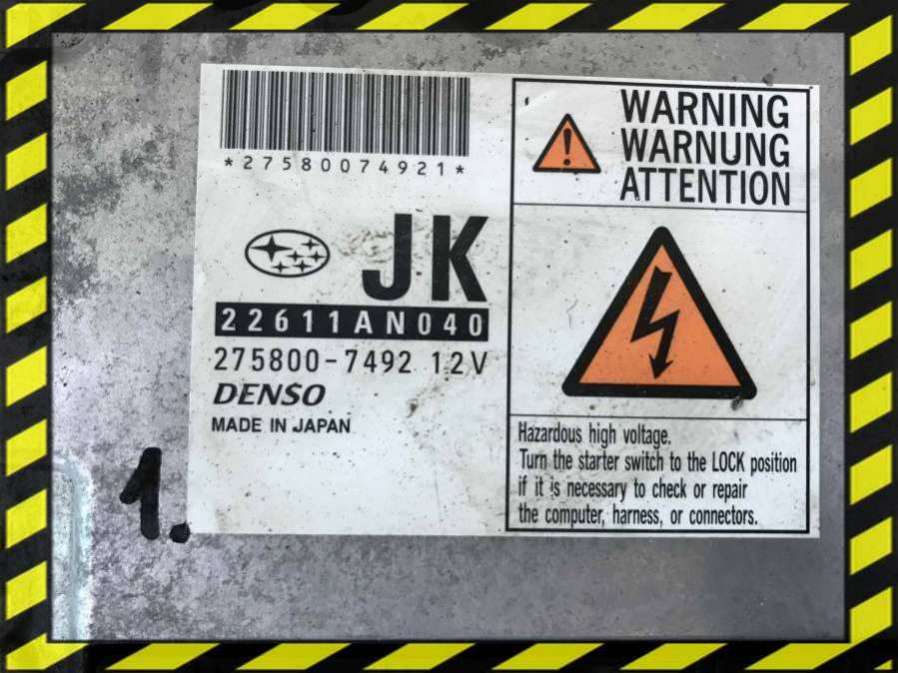 *27580074921*
JK
22611AN040
275800-7492 12V
DENSO
MADE IN JAPAN
1.
WARNING
WARNUNG
ATTENTION
Hazardous high voltage.
Turn the starter switch to the LOCK position
if it is necessary to check or repair
the computer, harness, or connectors.